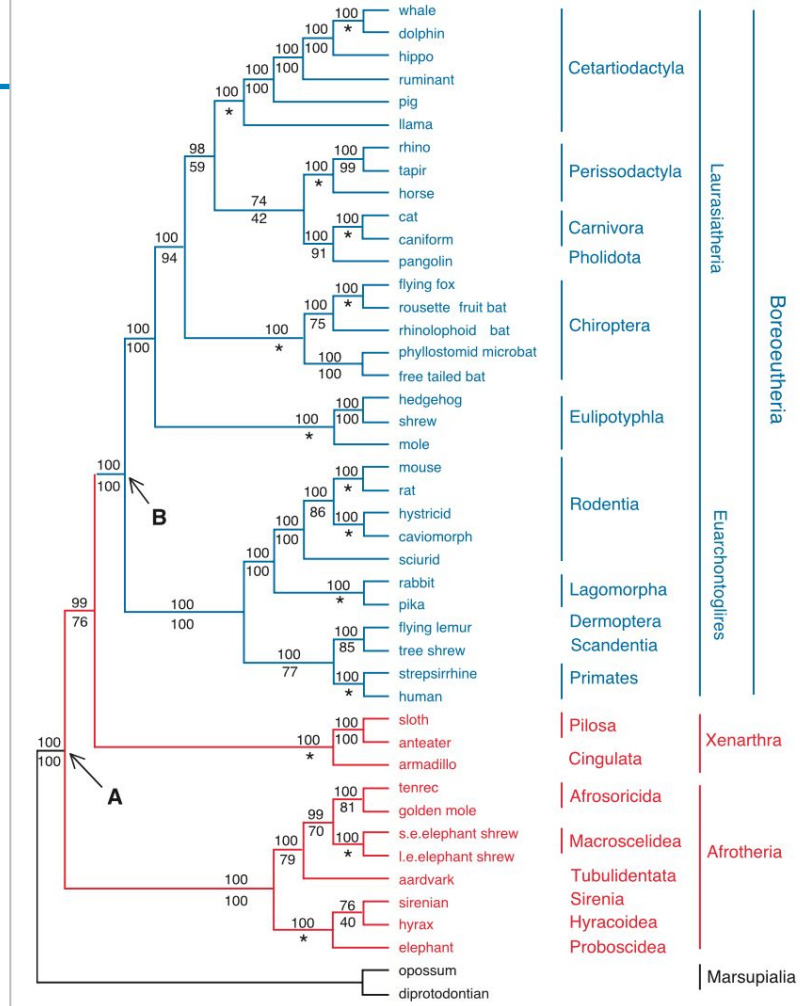 100
whale
*
dolphin
100
100
hippo
Cetartiodactyla
100
100
ruminant
100
100
pig
100
*
llama
98
59
100
rhino
100
99
tapir
Perissodactyla
*
horse
74
42
100
cat
*
caniform
Carnivora
100
91
pangolin
Pholidota
Laurasiatheria
100
94
100
flying fox
*
rousette fruit bat
100
75
rhinolophoid bat
Chiroptera
100
*
100
100
phyllostomid microbat
free tailed bat
Boreoeutheria
100
100
100
hedgehog
100
shrew
Eulipotyphla
100
*
mole
100
100
B
100
mouse
*
rat
100
86
100
hystricid
*
caviomorph
Rodentia
100
100
sciurid
100
100
100
rabbit
*
pika
Lagomorpha
Euarchontoglires
100
100
100
flying lemur
Dermoptera
85
tree shrew
Scandentia
100
77
100
strepsirrhine
*
human
Primates
99
76
100
sloth
Pilosa
100
anteater
100
*
armadillo
Cingulata
Xenarthra
100
100
A
100
tenrec
81
golden mole
Afrosoricida
99
70
100
s.e.elephant shrew
*
l.e.elephant shrew
Macroscelidea
100
79
aardvark
Tubulidentata
Afrotheria
100
100
76
sirenian
Sirenia
40
hyrax
Hyracoidea
100
*
elephant
Proboscidea
opossum
diprotodontian
Marsupialia